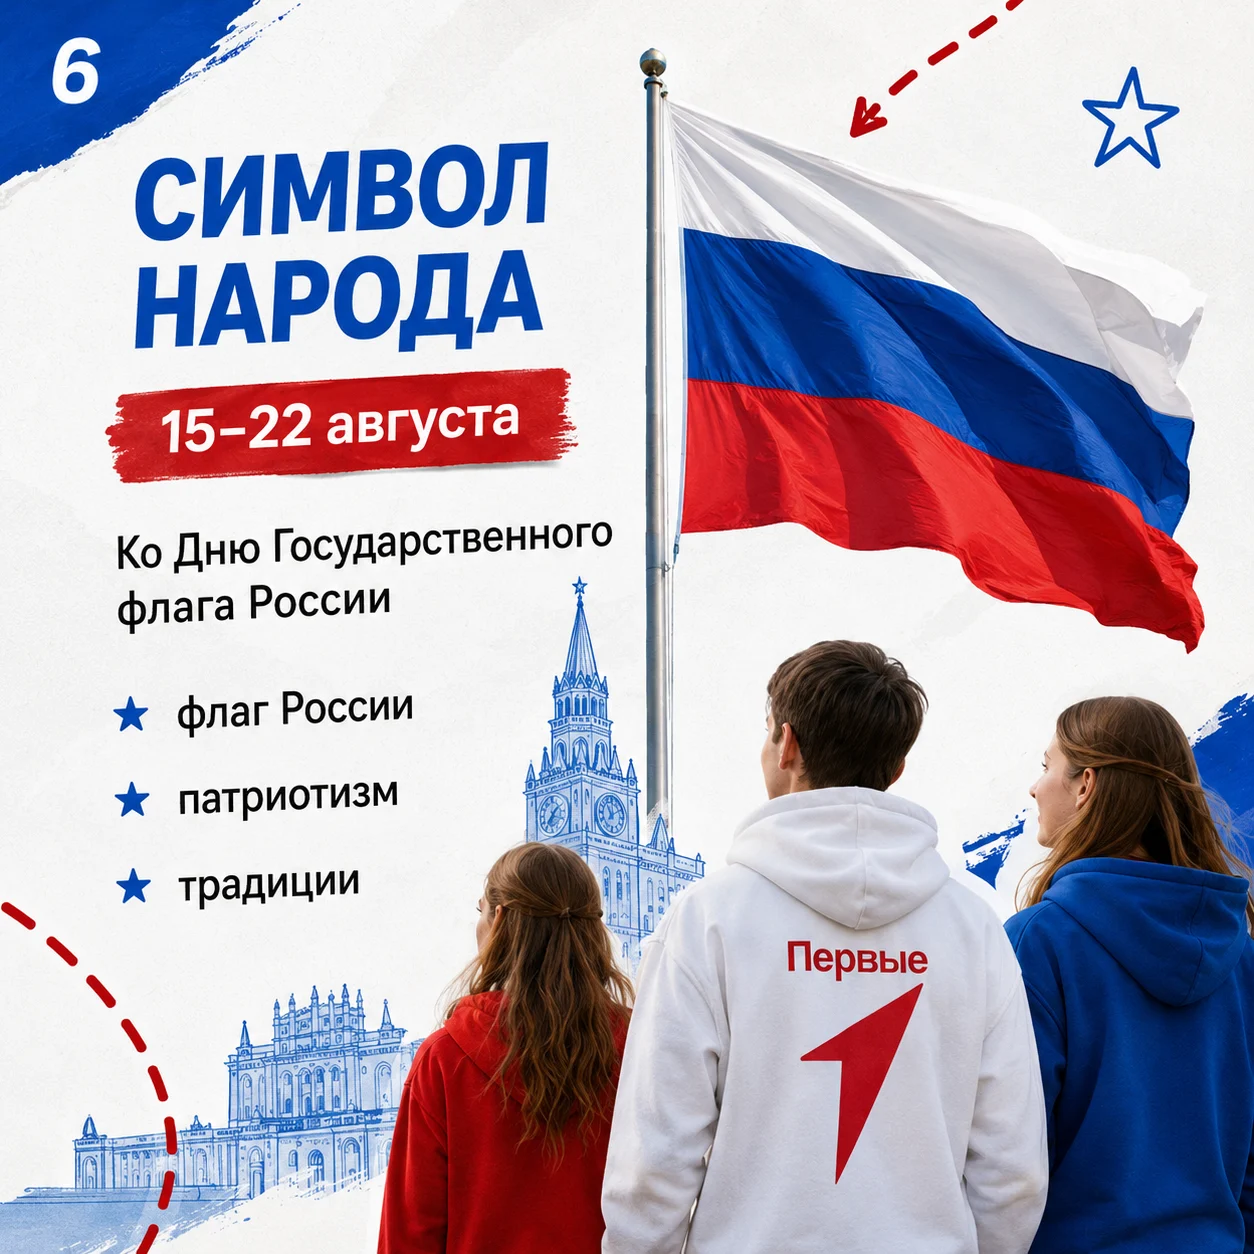 6
СИМВОЛ
НАРОДА
15–22 августа
Ко Дню Государственного
флага России
флаг России
патриотизм
традиции
Первые